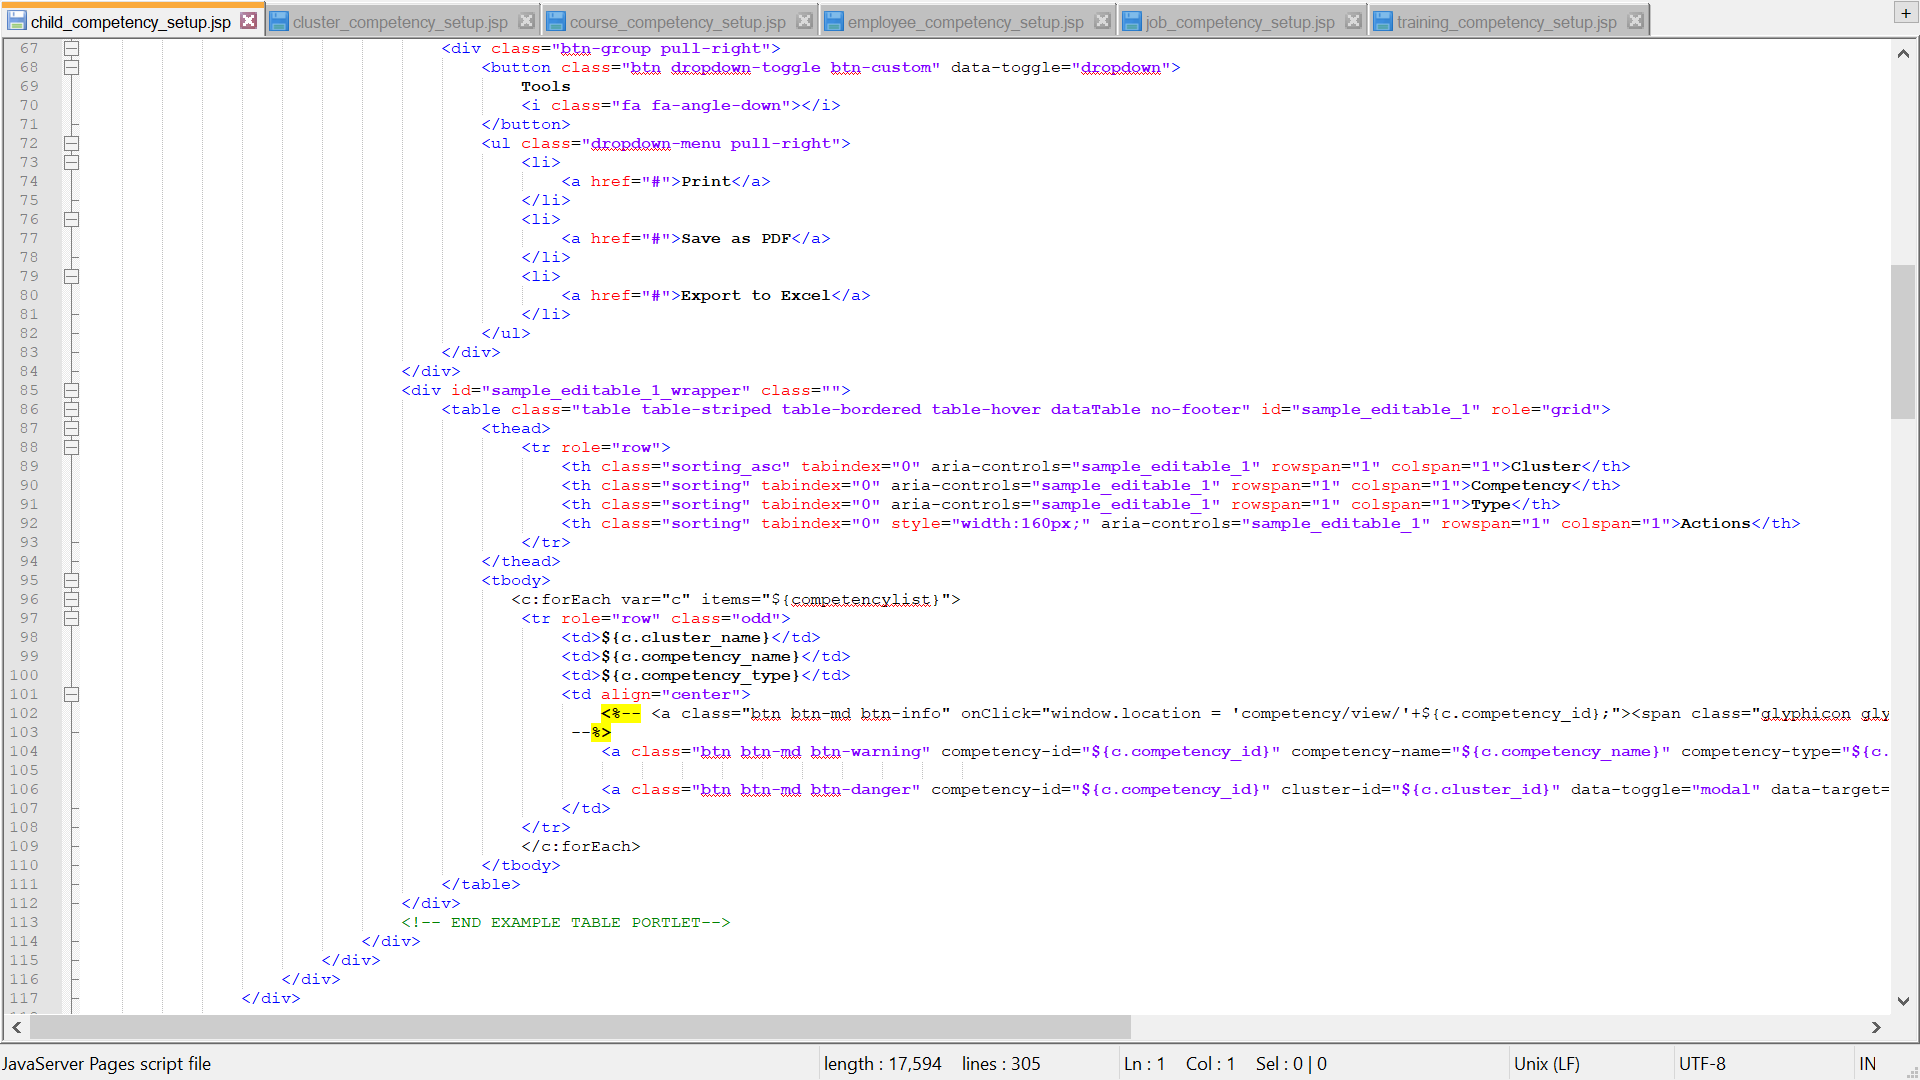 child_competency_setup.jsp cluster_competency_setup.jsp course_competency_setup.jsp employee_competency_setup.jsp job_competency_setup.jsp training_competency_setup.jsp
67 <div class="btn-group pull-right">
68 <button class="btn dropdown-toggle btn-custom" data-toggle="dropdown">
69 Tools
70 <i class="fa fa-angle-down"></i>
71 </button>
72 <ul class="dropdown-menu pull-right">
73 <li>
74 <a href="#">Print</a>
75 </li>
76 <li>
77 <a href="#">Save as PDF</a>
78 </li>
79 <li>
80 <a href="#">Export to Excel</a>
81 </li>
82 </ul>
83 </div>
84 </div>
85 <div id="sample_editable_1_wrapper" class="">
86 <table class="table table-striped table-bordered table-hover dataTable no-footer" id="sample_editable_1" role="grid">
87 <thead>
88 <tr role="row">
89 <th class="sorting_asc" tabindex="0" aria-controls="sample_editable_1" rowspan="1" colspan="1">Cluster</th>
90 <th class="sorting" tabindex="0" aria-controls="sample_editable_1" rowspan="1" colspan="1">Competency</th>
91 <th class="sorting" tabindex="0" aria-controls="sample_editable_1" rowspan="1" colspan="1">Type</th>
92 <th class="sorting" tabindex="0" style="width:160px;" aria-controls="sample_editable_1" rowspan="1" colspan="1">Actions</th>
93 </tr>
94 </thead>
95 <tbody>
96 <c:forEach var="c" items="${competencylist}">
97 <tr role="row" class="odd">
98 <td>${c.cluster_name}</td>
99 <td>${c.competency_name}</td>
100 <td>${c.competency_type}</td>
101 <td align="center">
102 <%-- <a class="btn btn-md btn-info" onClick="window.location = 'competency/view/'+${c.competency_id};"><span class="glyphicon gly
103 --%>
104 <a class="btn btn-md btn-warning" competency-id="${c.competency_id}" competency-name="${c.competency_name}" competency-type="${c.
105
106 <a class="btn btn-md btn-danger" competency-id="${c.competency_id}" cluster-id="${c.cluster_id}" data-toggle="modal" data-target=
107 </td>
108 </tr>
109 </c:forEach>
110 </tbody>
111 </table>
112 </div>
113 <!-- END EXAMPLE TABLE PORTLET-->
114 </div>
115 </div>
116 </div>
117 </div>
JavaServer Pages script file length : 17,594 lines : 305 Ln : 1 Col : 1 Sel : 0 | 0 Unix (LF) UTF-8 IN